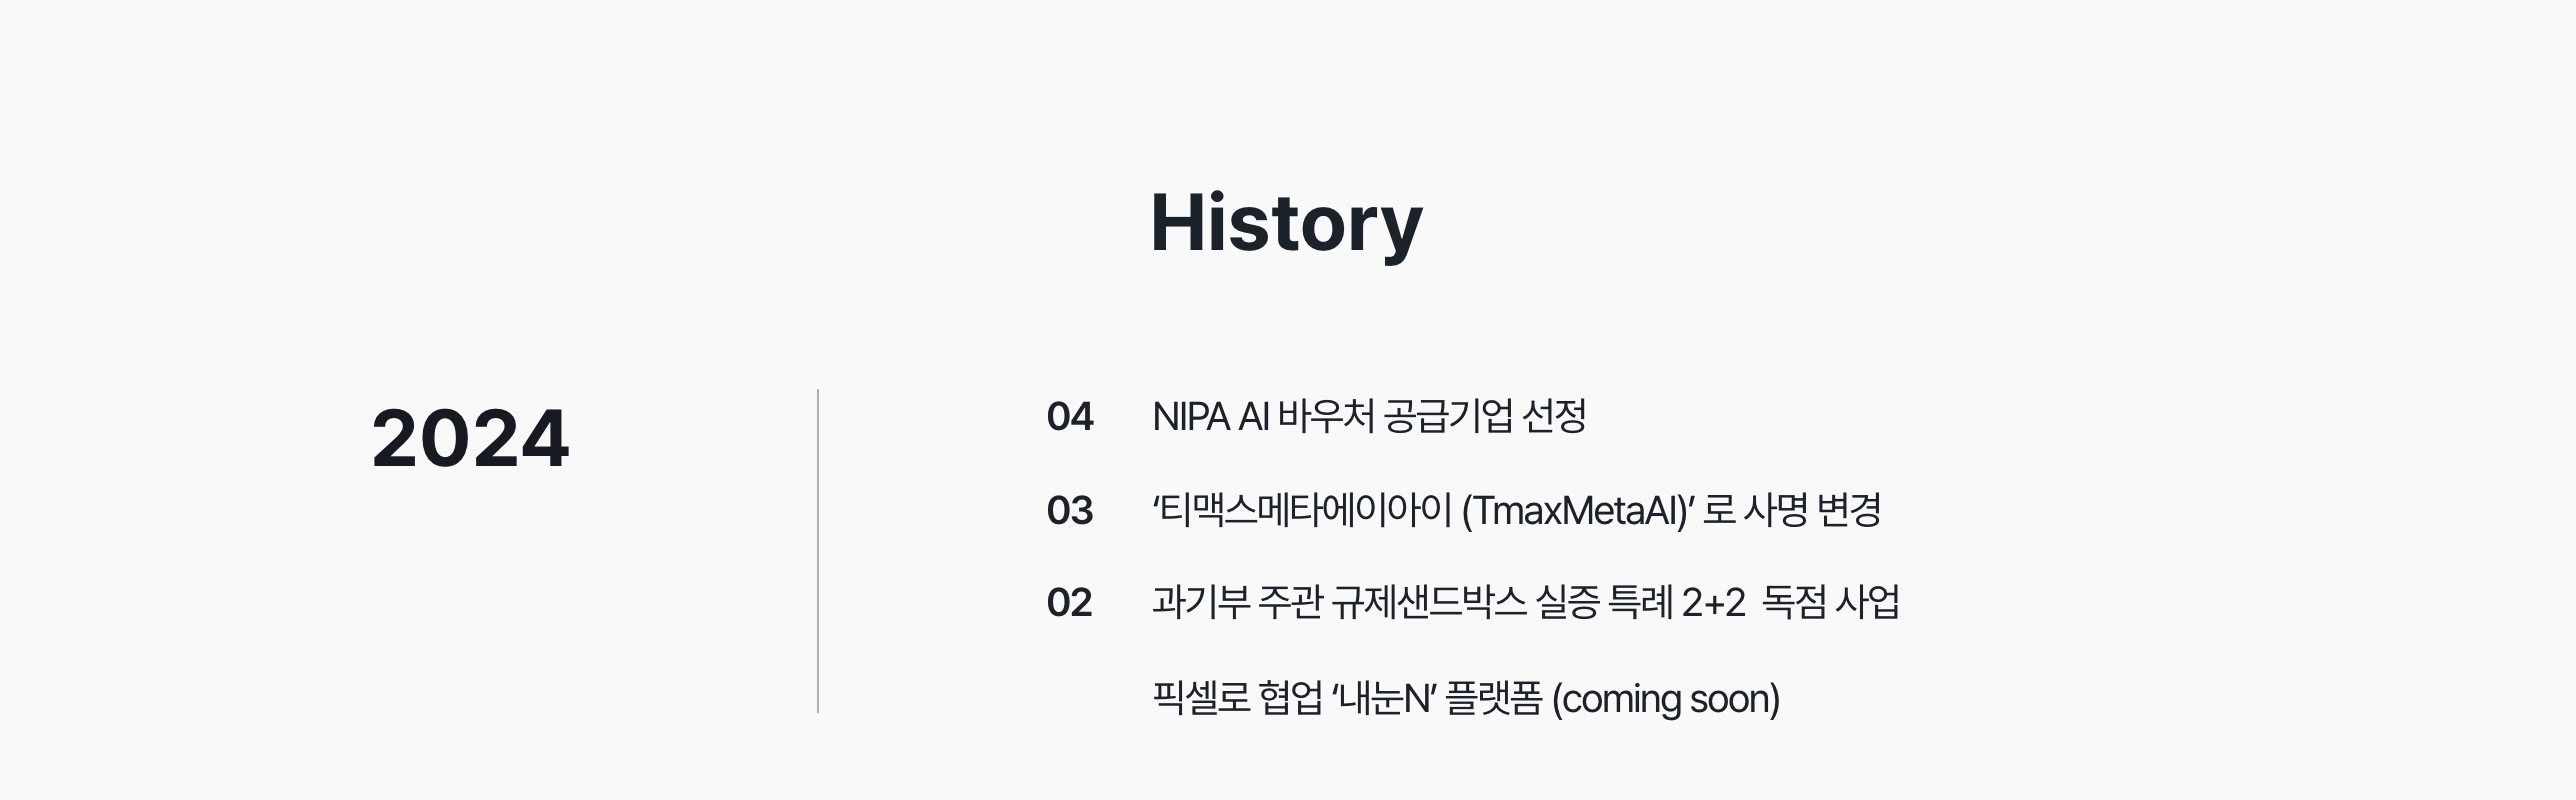 History
2024
04 NIPA AI 바우처 공급기업 선정
03 ‘티맥스메타에이아이 (TmaxMetaAI)’ 로 사명 변경
02 과기부 주관 규제샌드박스 실증 특례 2+2 독점 사업
픽셀로 협업 ‘내눈N’ 플랫폼 (coming soon)